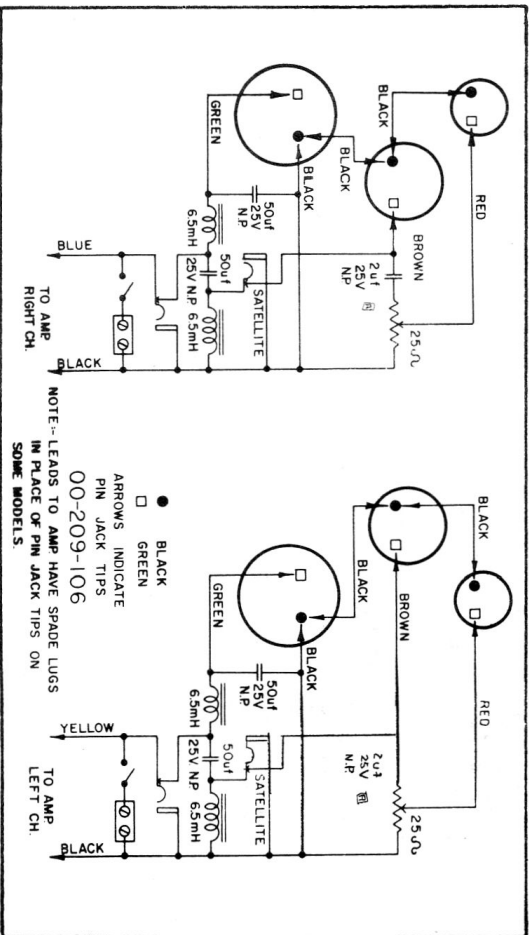 BLACK
RED
BLACK
BROWN
2uf
25V
N.P.
25Ω
BLACK
GREEN
BLACK
50uf
25V
N.P.
6.5mH
50uf
25V N.P.
6.5mH
SATELLITE
BLUE
BLACK
TO AMP
RIGHT CH.
BLACK
RED
BLACK
BROWN
2uf
25V
N.P.
25Ω
GREEN
BLACK
50uf
25V
N.P.
6.5mH
50uf
25V N.P.
6.5mH
SATELLITE
YELLOW
BLACK
TO AMP
LEFT CH.
BLACK
GREEN
ARROWS INDICATE
PIN JACK TIPS
00-209-106
NOTE:- LEADS TO AMP HAVE SPADE LUGS
IN PLACE OF PIN JACK TIPS ON
SOME MODELS.